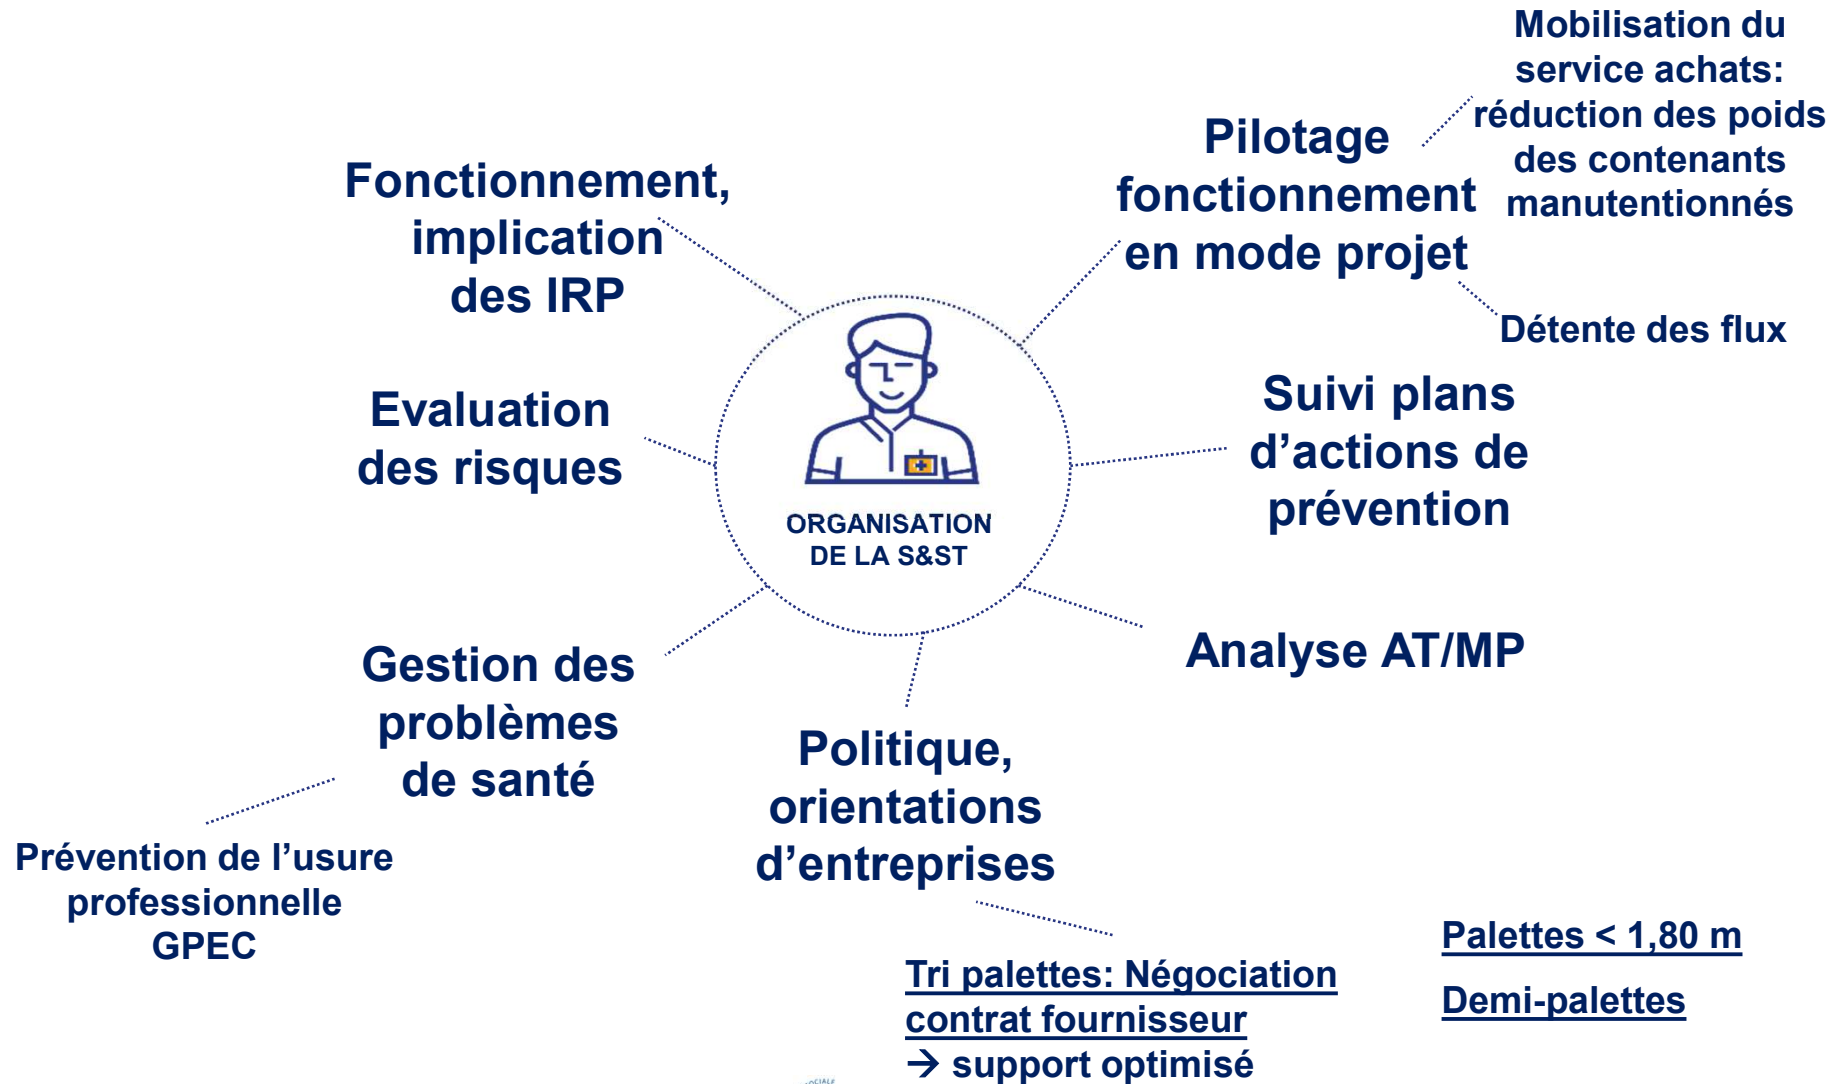 Mobilisation du
service achats:
réduction des poids
des contenants
manutentionnés
Pilotage
fonctionnement
en mode projet
Détente des flux
Fonctionnement,
implication
des IRP
Evaluation
des risques
ORGANISATION
DE LA S&ST
Suivi plans
d’actions de
prévention
Analyse AT/MP
Gestion des
problèmes
de santé
Prévention de l’usure
professionnelle
GPEC
Politique,
orientations
d’entreprises
Tri palettes: Négociation
contrat fournisseur
→ support optimisé
Palettes < 1,80 m
Demi-palettes